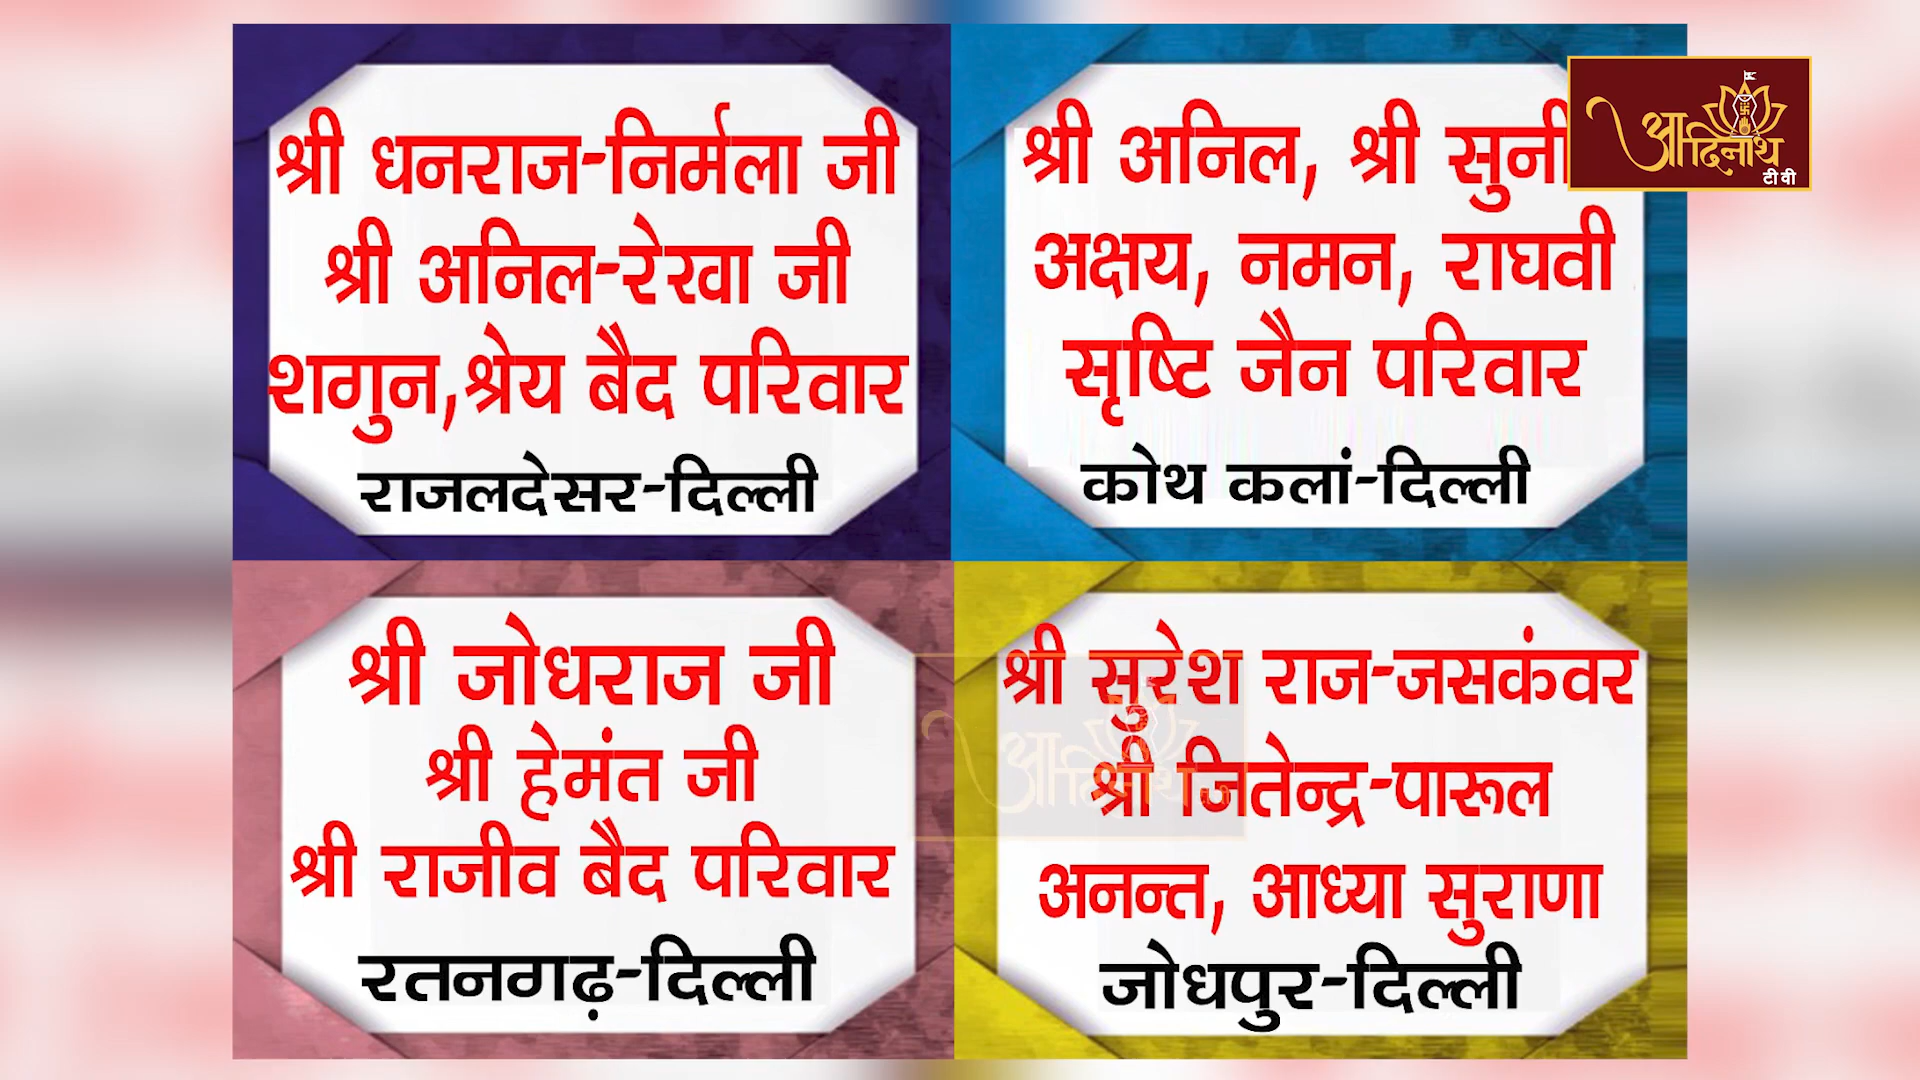 श्री धनराज-निर्मला जी
श्री अनिल-रेखा जी
शगुन,श्रेय बैद परिवार
राजलदेसर-दिल्ली
श्री अनिल, श्री
अक्षय, नमन, राघवी
सृष्टि जैन परिवार
कोथ कलां-दिल्ली
आदिनाथ
टी वी
श्री जोधराज जी
श्री हेमंत जी
श्री राजीव बैद परिवार
रतनगढ़-दिल्ली
श्री सुरेश राज-जसकंवर
श्री जितेन्द्र-पारूल
अनन्त, आध्या सुराणा
जोधपुर-दिल्ली
आदिनाथ